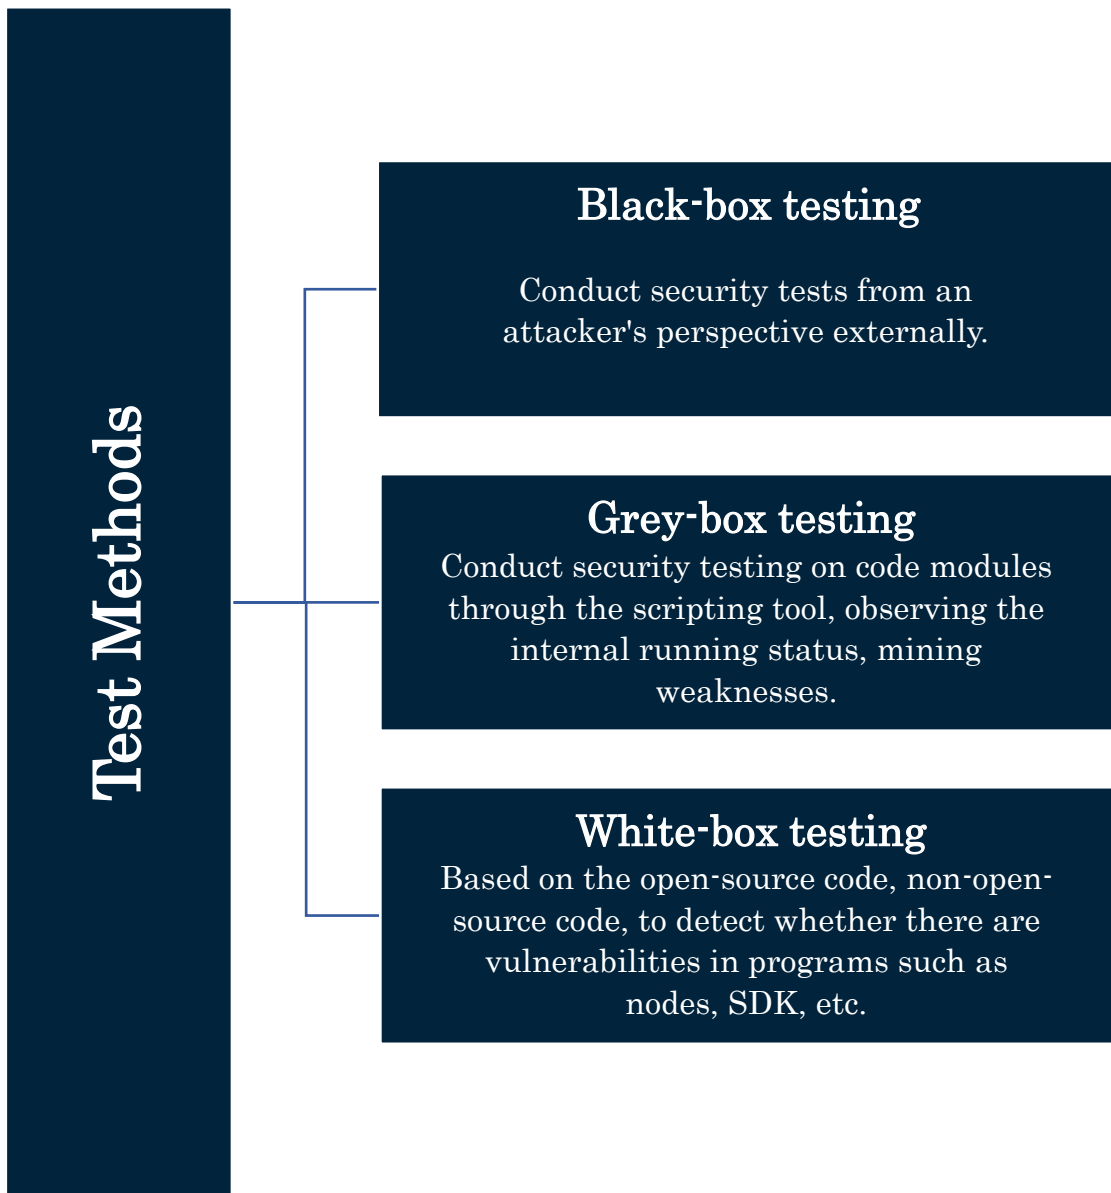 Test Methods
Black-box testing
Conduct security tests from an
attacker's perspective externally.
Grey-box testing
Conduct security testing on code modules
through the scripting tool, observing the
internal running status, mining
weaknesses.
White-box testing
Based on the open-source code, non-open-
source code, to detect whether there are
vulnerabilities in programs such as
nodes, SDK, etc.